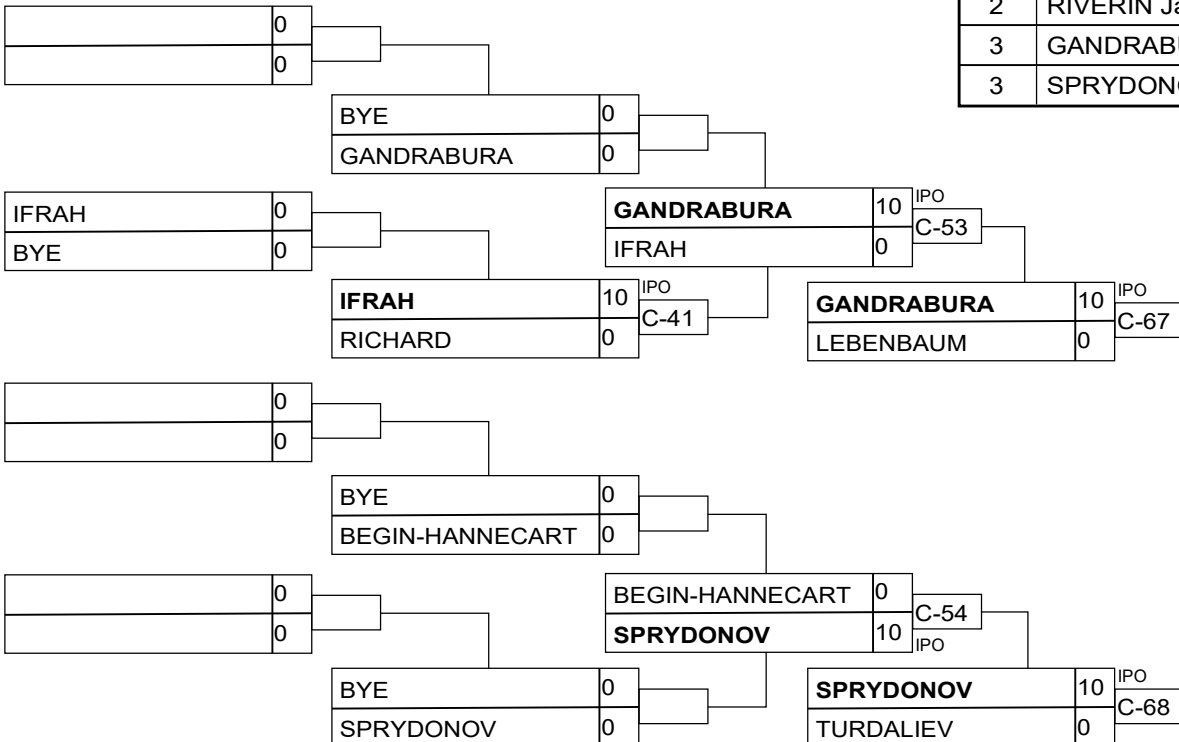 2 RIVERIN
3
3
0
0
0
0
BYE 0
GANDRABURA 0
IFRAH 0
BYE 0
IFRAH 10 IPO
C-41
RICHARD 0
GANDRABURA 10 IPO
C-53
IFRAH 0
GANDRABURA 10 IPO
C-67
LEBENBAUM 0
0
0
BYE 0
BEGIN-HANNECART 0
0
0
BYE 0
SPRYDONOV 0
BEGIN-HANNECART 0
C-54
SPRYDONOV 10 IPO
SPRYDONOV 10 IPO
C-68
TURDALIEV 0